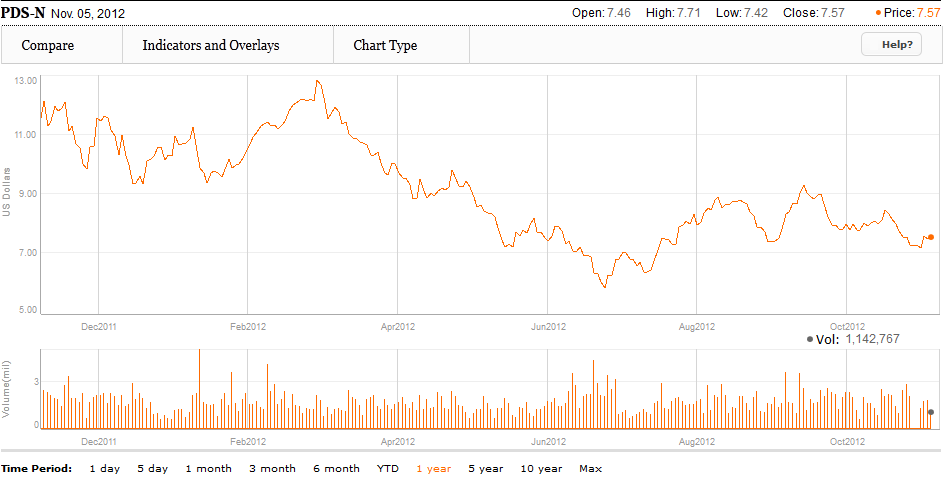 PDS-N Nov. 05, 2012 Open: 7.46 High: 7.71 Low: 7.42 Close: 7.57 Price: 7.57
Compare Indicators and Overlays Chart Type Help?
13.00
11.00
9.00
7.00
5.00
US Dollars
Dec2011 Feb2012 Apr2012 Jun2012 Aug2012 Oct2012
Vol: 1,142,767
3
0
Volume(mil)
Dec2011 Feb2012 Apr2012 Jun2012 Aug2012 Oct2012
Time Period: 1 day 5 day 1 month 3 month 6 month YTD 1 year 5 year 10 year Max